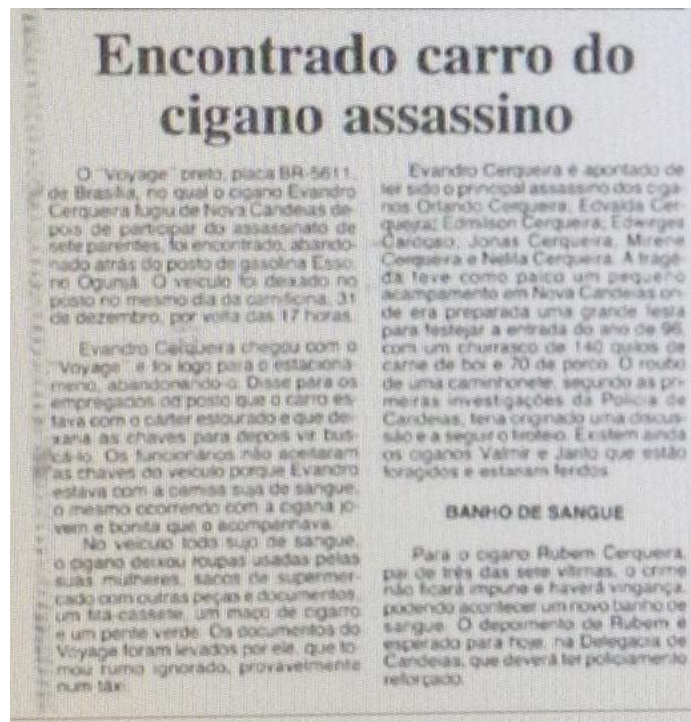 Encontrado carro do
cigano assassino
O "Voyage" preto, placa BR-5611,
de Brasília, no qual o cigano Evandro
Cerqueira fugiu de Nova Candeias de-
pois de participar do assassinato de
sete parentes, foi encontrado, abando-
nado atrás do posto de gasolina Esso,
no Ogunjá. O veículo foi deixado no
posto no mesmo dia da carnificina, 31
de dezembro, por volta das 17 horas.
Evandro Cerqueira chegou com o
"Voyage" e foi logo para o estaciona-
mento, abandonando-o. Disse para os
empregados do posto que o carro es-
tava com o cárter estourado e que dei-
xaria as chaves para depois vir bus-
cá-lo. Os funcionários não aceitaram
as chaves do veículo porque Evandro
estava com a camisa suja de sangue,
o mesmo ocorrendo com a cigana jo-
vem e bonita que o acompanhava.
No veículo todo sujo de sangue,
o cigano deixou roupas usadas pelas
suas mulheres, sacos de supermer-
cado com outras peças e documentos,
um fita-cassete, um maço de cigarro
e um pente verde. Os documentos do
Voyage foram levados por ele, que to-
mou rumo ignorado, provavelmente
num táxi.
Evandro Cerqueira é apontado de
ter sido o principal assassino dos ciga-
nos Orlando Cerqueira, Edvalda Cer-
queira, Edmilson Cerqueira, Edwirges
Cardoso, Jonas Cerqueira, Mirene
Cerqueira e Nelita Cerqueira. A tragé-
dia teve como palco um pequeno
acampamento em Nova Candeias on-
de era preparada uma grande festa
para festejar a entrada do ano de 96,
com um churrasco de 140 quilos de
carne de boi e 70 de porco. O roubo
de uma caminhonete, segundo as pri-
meiras investigações da Polícia de
Candeias, teria originado uma discus-
são e a seguir o tiroteio. Existem ainda
os ciganos Valmir e Janto que estão
foragidos e estariam feridos.
BANHO DE SANGUE
Para o cigano Rubem Cerqueira,
pai de três das sete vítimas, o crime
não ficará impune e haverá vingança,
podendo acontecer um novo banho de
sangue. O depoimento de Rubem é
esperado para hoje, na Delegacia de
Candeias, que deverá ter policiamento
reforçado.